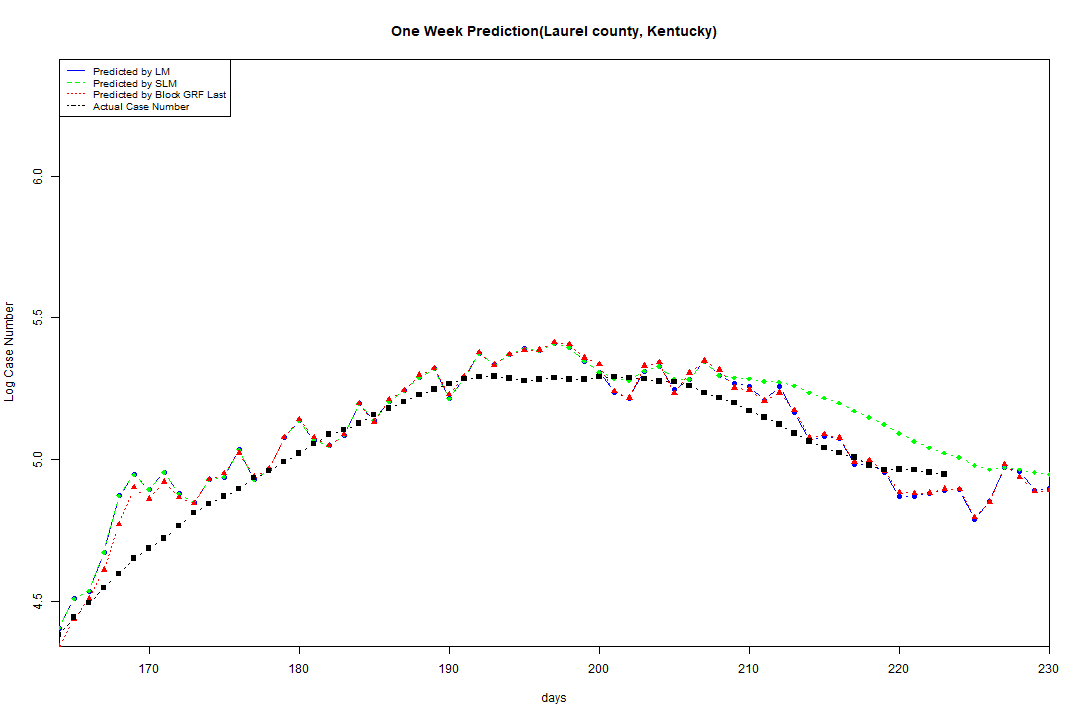 One Week Prediction(Laurel county, Kentucky)
Predicted by LM
Predicted by SLM
Predicted by Block GRF Last
Actual Case Number
6.0
5.5
5.0
4.5
Log Case Number
170 180 190 200 210 220 230
days